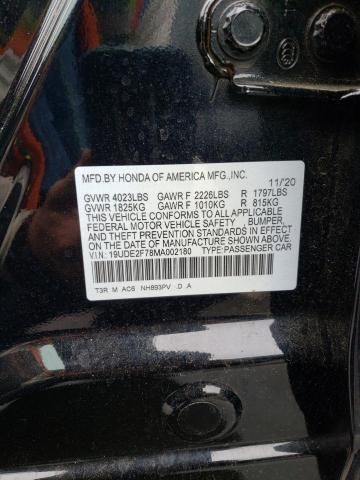 MFD.BY HONDA OF AMERICA MFG.,INC.
11/20
GVWR 4023LBS GAWR F 2226LBS R 1797LBS
GVWR 1825KG GAWR F 1010KG R 815KG
THIS VEHICLE CONFORMS TO ALL APPLICABLE
FEDERAL MOTOR VEHICLE SAFETY , BUMPER,
AND THEFT PREVENTION STANDARDS IN EFFECT
ON THE DATE OF MANUFACTURE SHOWN ABOVE.
V.I.N: 19UDE2F78MA002180 TYPE:PASSENGER CAR
T3R M AC6 NH893PV .D .A